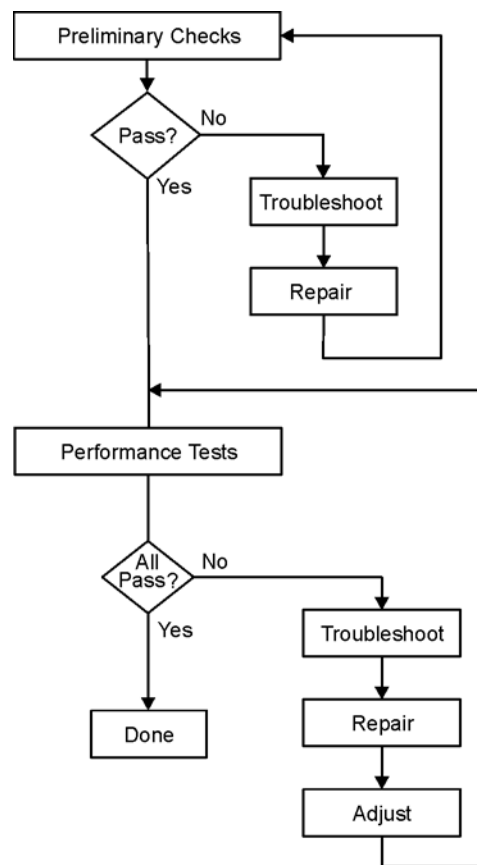 Preliminary Checks
Pass?
No
Yes
Troubleshoot
Repair
Performance Tests
All
Pass?
No
Yes
Troubleshoot
Done
Repair
Adjust